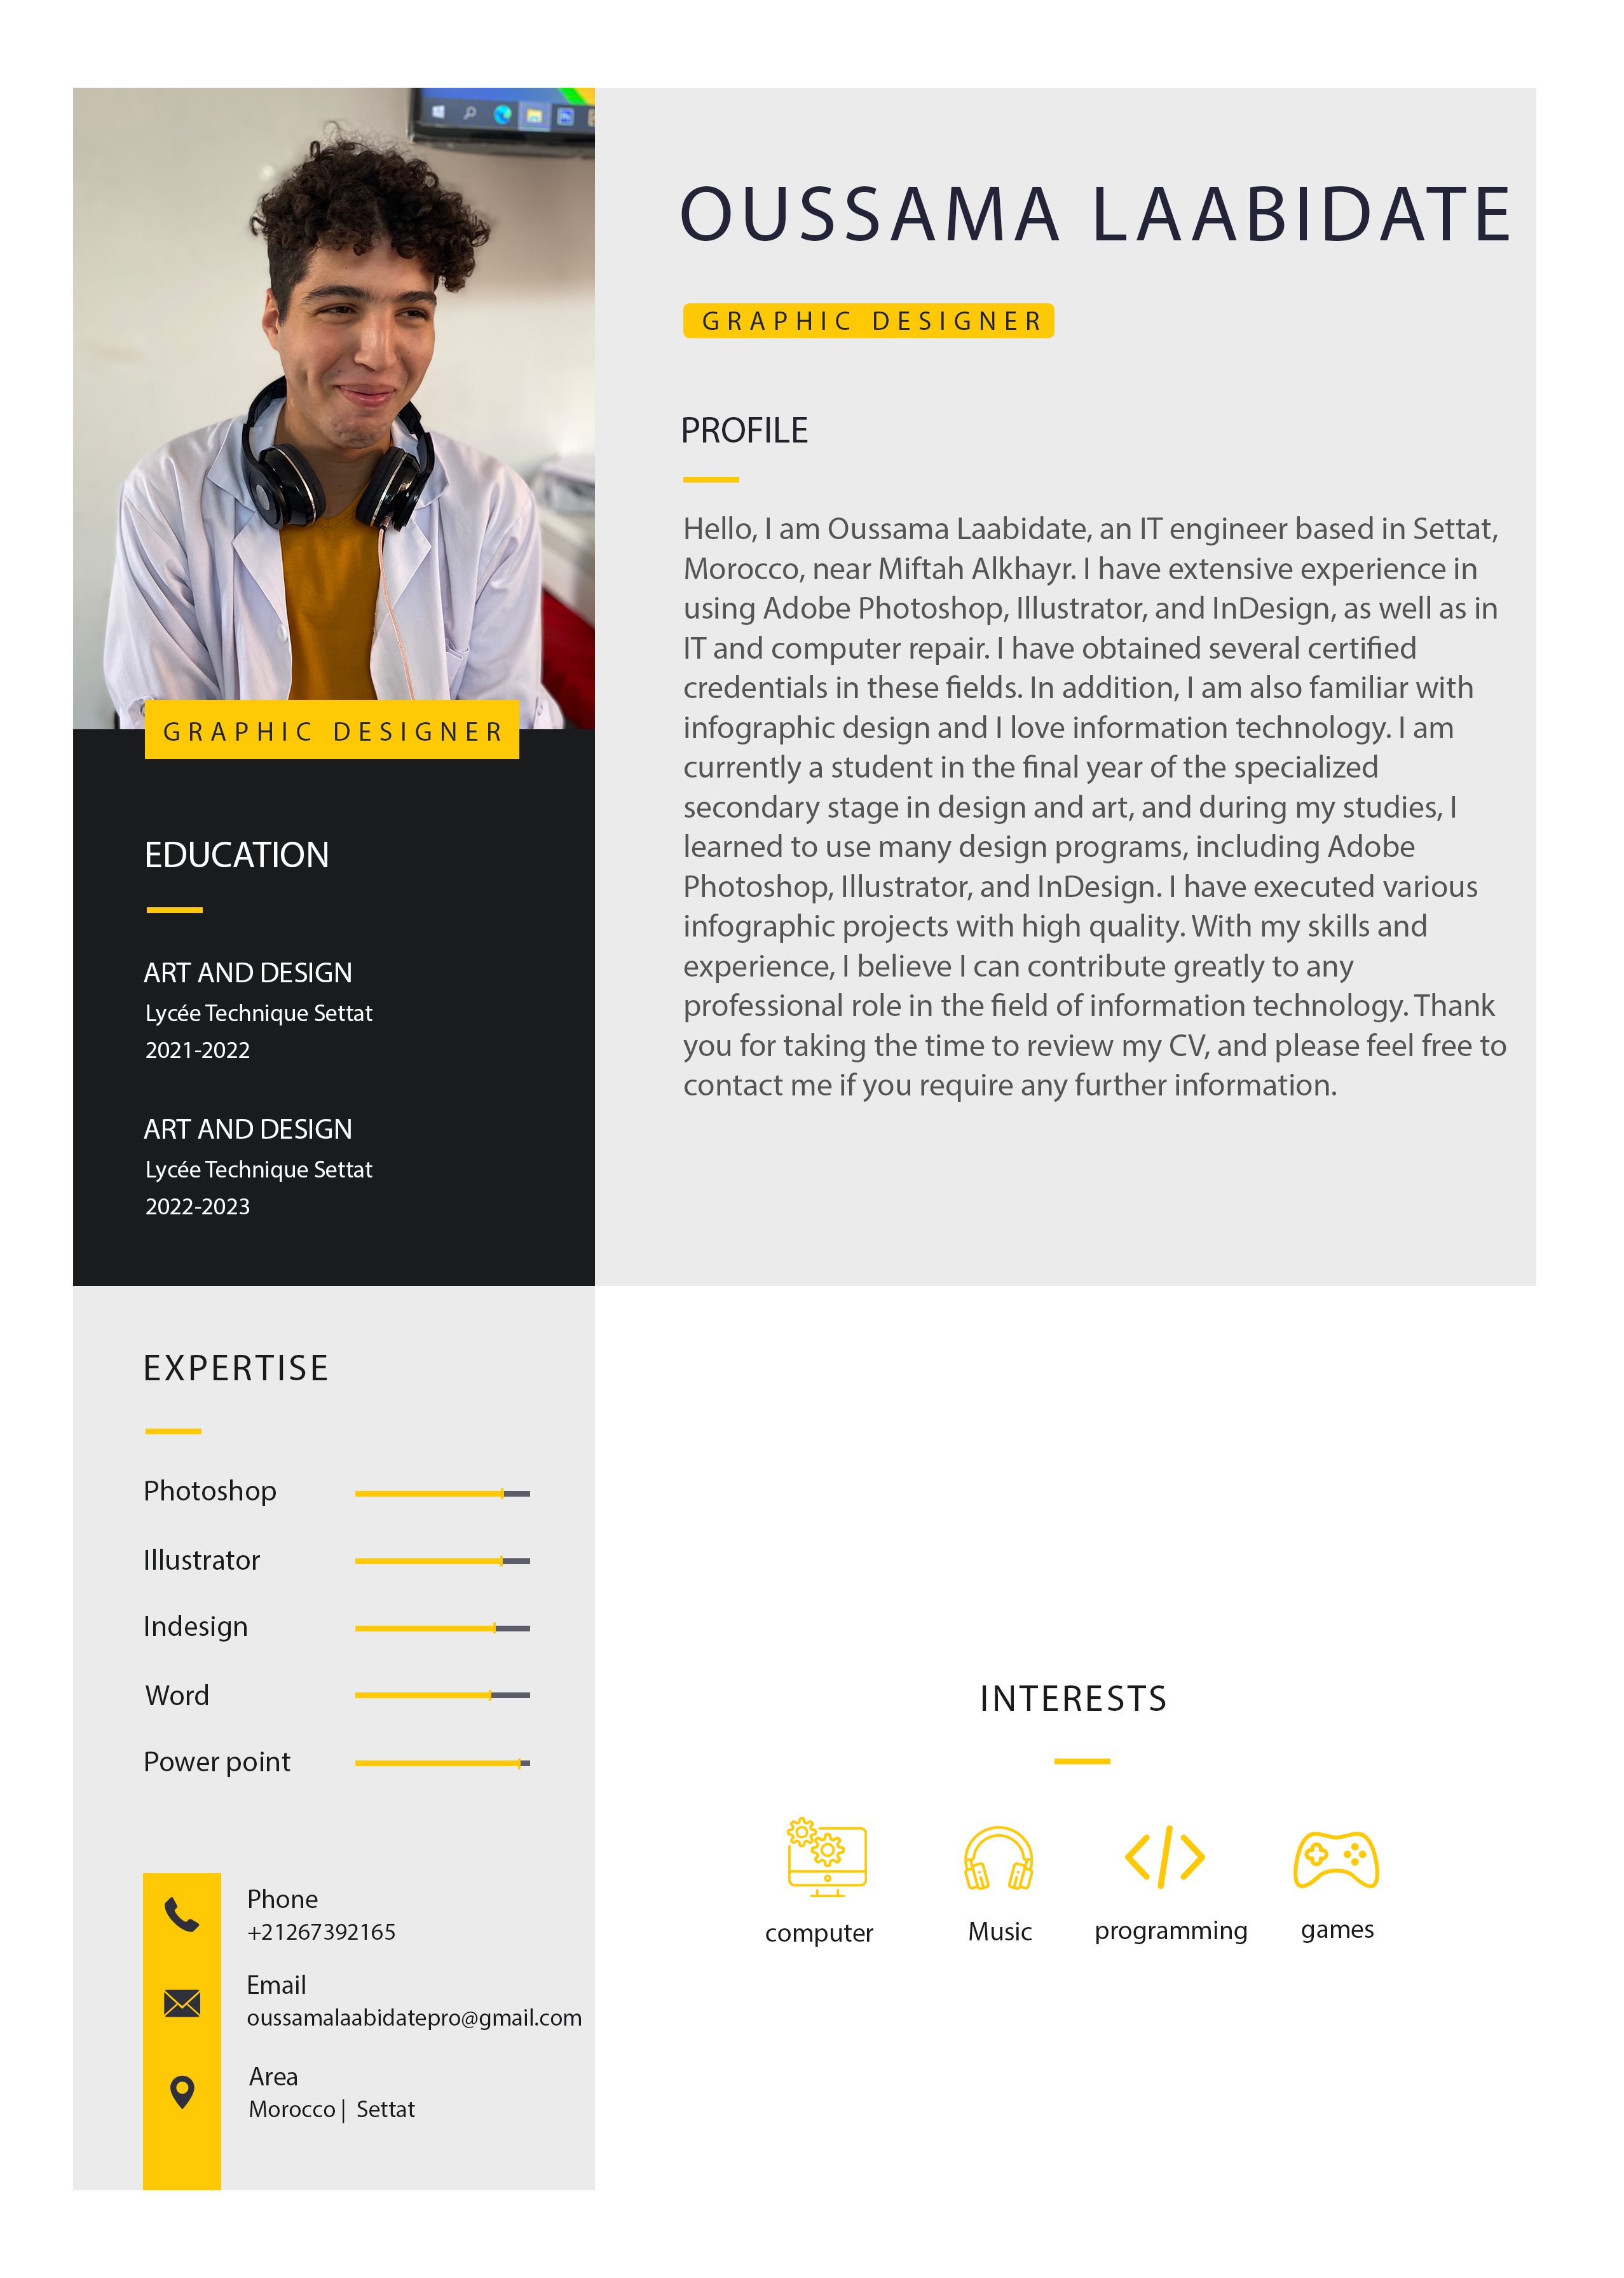 OUSSAMA LAABIDATE
GRAPHIC DESIGNER
PROFILE
Hello, I am Oussama Laabidate, an IT engineer based in Settat,
Morocco, near Miftah Alkhayr. I have extensive experience in
using Adobe Photoshop, Illustrator, and InDesign, as well as in
IT and computer repair. I have obtained several certified
credentials in these fields. In addition, I am also familiar with
infographic design and I love information technology. I am
currently a student in the final year of the specialized
secondary stage in design and art, and during my studies, I
learned to use many design programs, including Adobe
Photoshop, Illustrator, and InDesign. I have executed various
infographic projects with high quality. With my skills and
experience, I believe I can contribute greatly to any
professional role in the field of information technology. Thank
you for taking the time to review my CV, and please feel free to
contact me if you require any further information.
GRAPHIC DESIGNER
EDUCATION
ART AND DESIGN
Lycée Technique Settat
2021-2022
ART AND DESIGN
Lycée Technique Settat
2022-2023
EXPERTISE
Photoshop
Illustrator
Indesign
Word
Power point
Phone
+21267392165
Email
oussamalaabidatepro@gmail.com
Area
Morocco | Settat
INTERESTS
computer
Music
programming
games